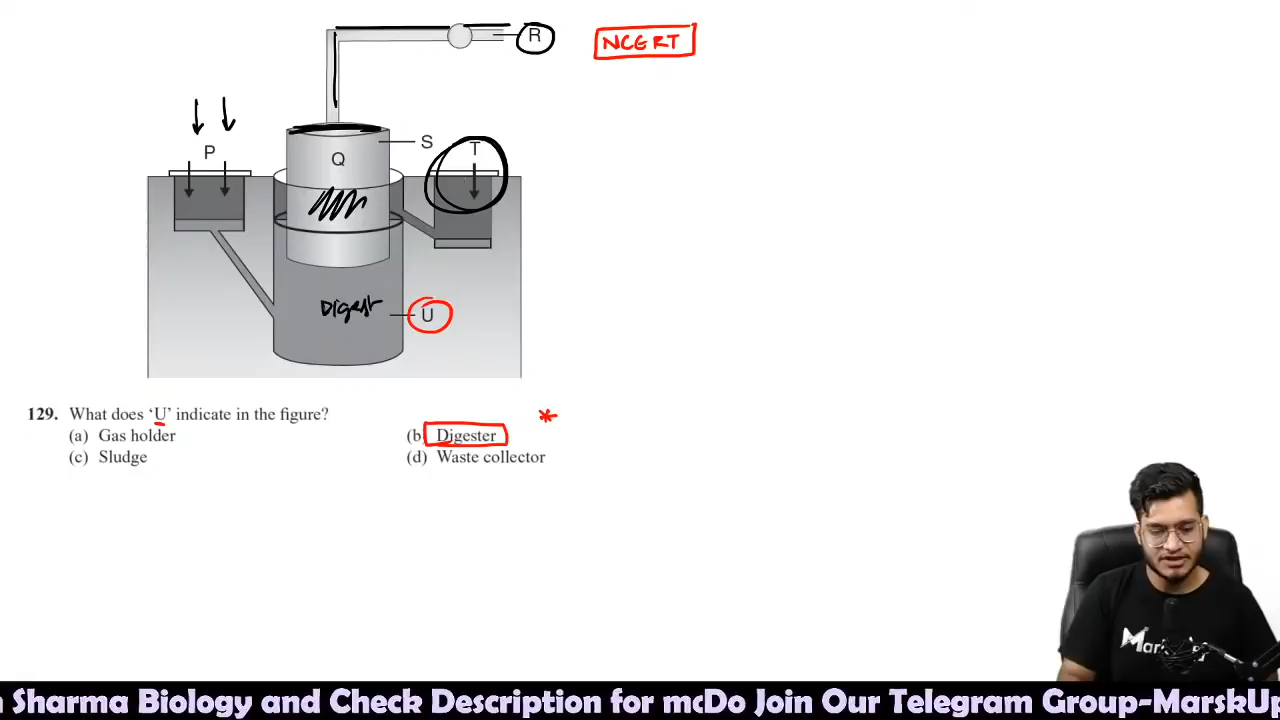 R
NCERT
P
S
T
Q
Digest
U
129. What does ‘U’ indicate in the figure?
(a) Gas holder
(b) Digester
(c) Sludge
(d) Waste collector
n Sharma Biology and Check Description for mcDo Join Our Telegram Group-MarskUp